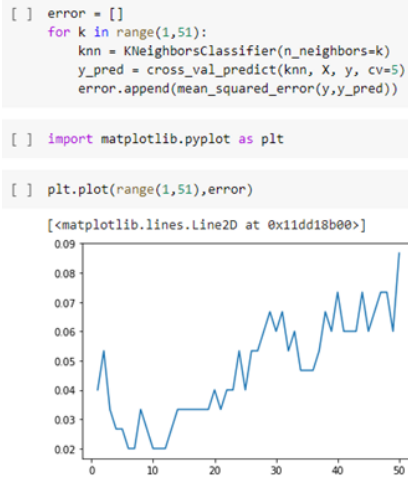 [ ] error = []
for k in range(1,51):
    knn = KNeighborsClassifier(n_neighbors=k)
    y_pred = cross_val_predict(knn, X, y, cv=5)
    error.append(mean_squared_error(y,y_pred))
[ ] import matplotlib.pyplot as plt
[ ] plt.plot(range(1,51),error)
[<matplotlib.lines.Line2D at 0x11dd18b00>]
0.09
0.08
0.07
0.06
0.05
0.04
0.03
0.02
0 10 20 30 40 50